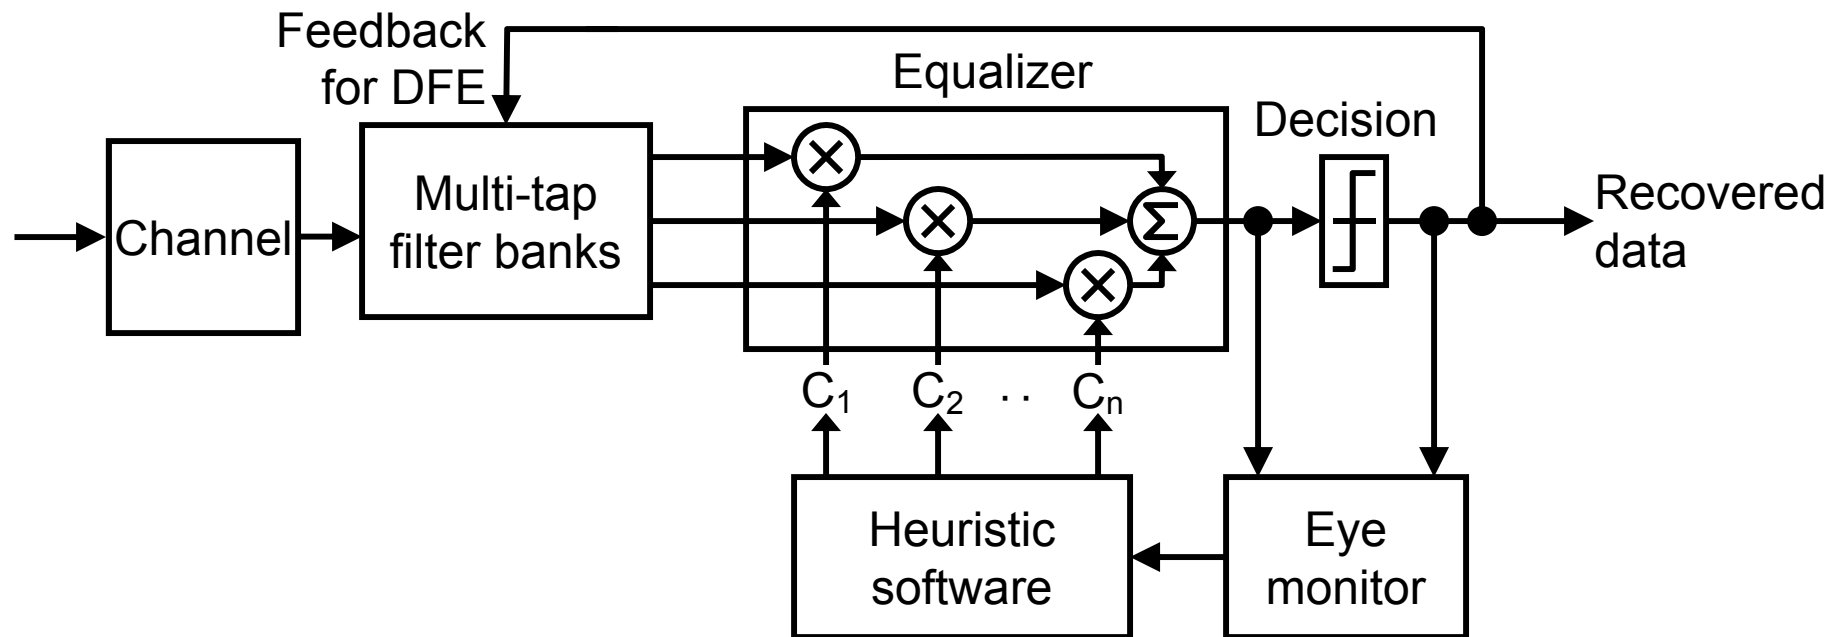 Feedback
for DFE
Equalizer
Decision
Channel
Multi-tap
filter banks
Σ
Recovered
data
C₁ C₂ ·· Cₙ
Heuristic
software
Eye
monitor